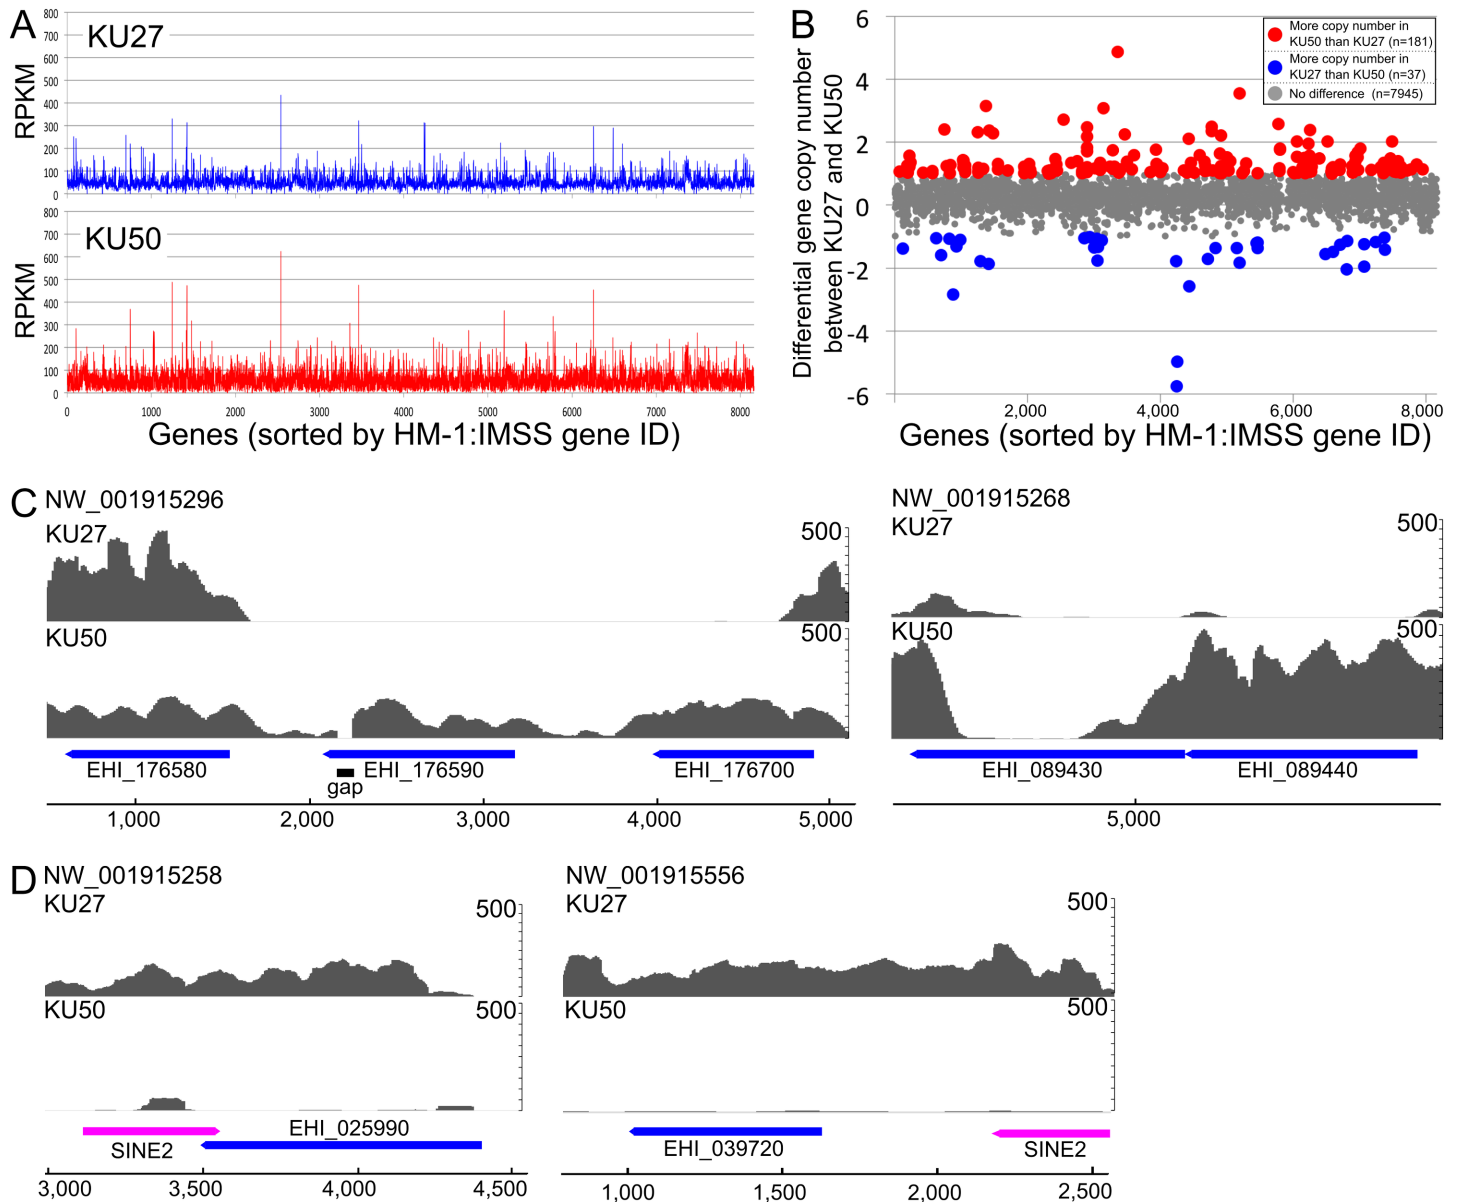 A
KU27
RPKM
800
700
600
500
400
300
200
100
0
KU50
RPKM
800
700
600
500
400
300
200
100
0
0 1000 2000 3000 4000 5000 6000 7000 8000
Genes (sorted by HM-1:IMSS gene ID)
B
Differential gene copy number
between KU27 and KU50
6
4
2
0
-2
-4
-6
More copy number in
KU50 than KU27 (n=181)
More copy number in
KU27 than KU50 (n=37)
No difference (n=7945)
2,000 4,000 6,000 8,000
Genes (sorted by HM-1:IMSS gene ID)
C
NW_001915296
KU27
500
KU50
500
EHI_176580 EHI_176590 EHI_176700
gap
1,000 2,000 3,000 4,000 5,000
NW_001915268
KU27
500
KU50
500
EHI_089430 EHI_089440
5,000
D
NW_001915258
KU27
500
KU50
500
EHI_025990
SINE2
3,000 3,500 4,000 4,500
NW_001915556
KU27
500
KU50
500
EHI_039720 SINE2
1,000 1,500 2,000 2,500